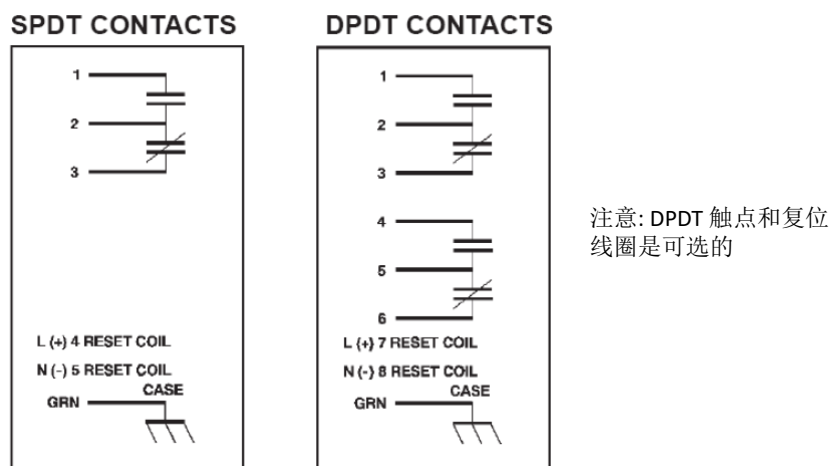 SPDT CONTACTS
1
2
3
L (+) 4 RESET COIL
N (-) 5 RESET COIL
CASE
GRN
DPDT CONTACTS
1
2
3
4
5
6
L (+) 7 RESET COIL
N (-) 8 RESET COIL
CASE
GRN
注意: DPDT 触点和复位
线圈是可选的